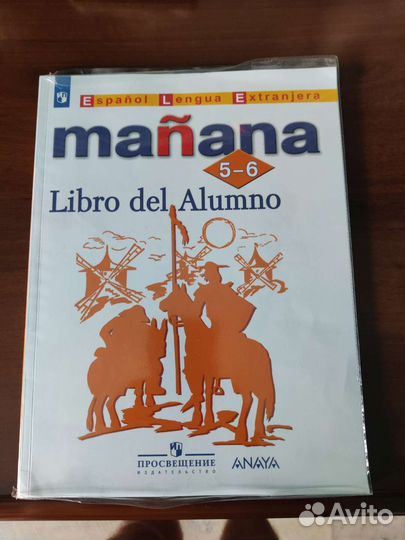 Español Lengua Extranjera
mañana
5-6
Libro del Alumno
ПРОСВЕЩЕНИЕ
ИЗДАТЕЛЬСТВО
ANAYA
Avito